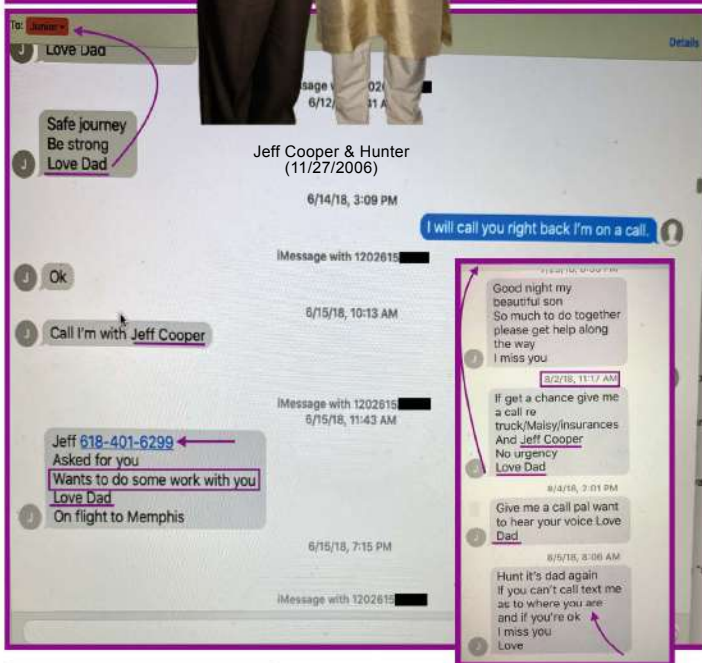 To: Junior
Details
Love Dad
6/12/
Safe journey
Be strong
Love Dad
Jeff Cooper & Hunter
(11/27/2006)
6/14/18, 3:09 PM
I will call you right back I'm on a call.
iMessage with 1202615
Ok
6/15/18, 10:13 AM
Call I'm with Jeff Cooper
iMessage with 1202615
6/15/18, 11:43 AM
Jeff 618-401-6299
Asked for you
Wants to do some work with you
Love Dad
On flight to Memphis
6/15/18, 7:15 PM
iMessage with 1202615
Good night my
beautiful son
So much to do together
please get help along
the way
I miss you
8/2/18, 11:17 AM
If get a chance give me
a call re
truck/Maisy/insurances
And Jeff Cooper
No urgency
Love Dad
8/4/18, 2:01 PM
Give me a call pal want
to hear your voice Love
Dad
8/5/18, 8:06 AM
Hunt it's dad again
If you can't call text me
as to where you are
and if you're ok
I miss you
Love